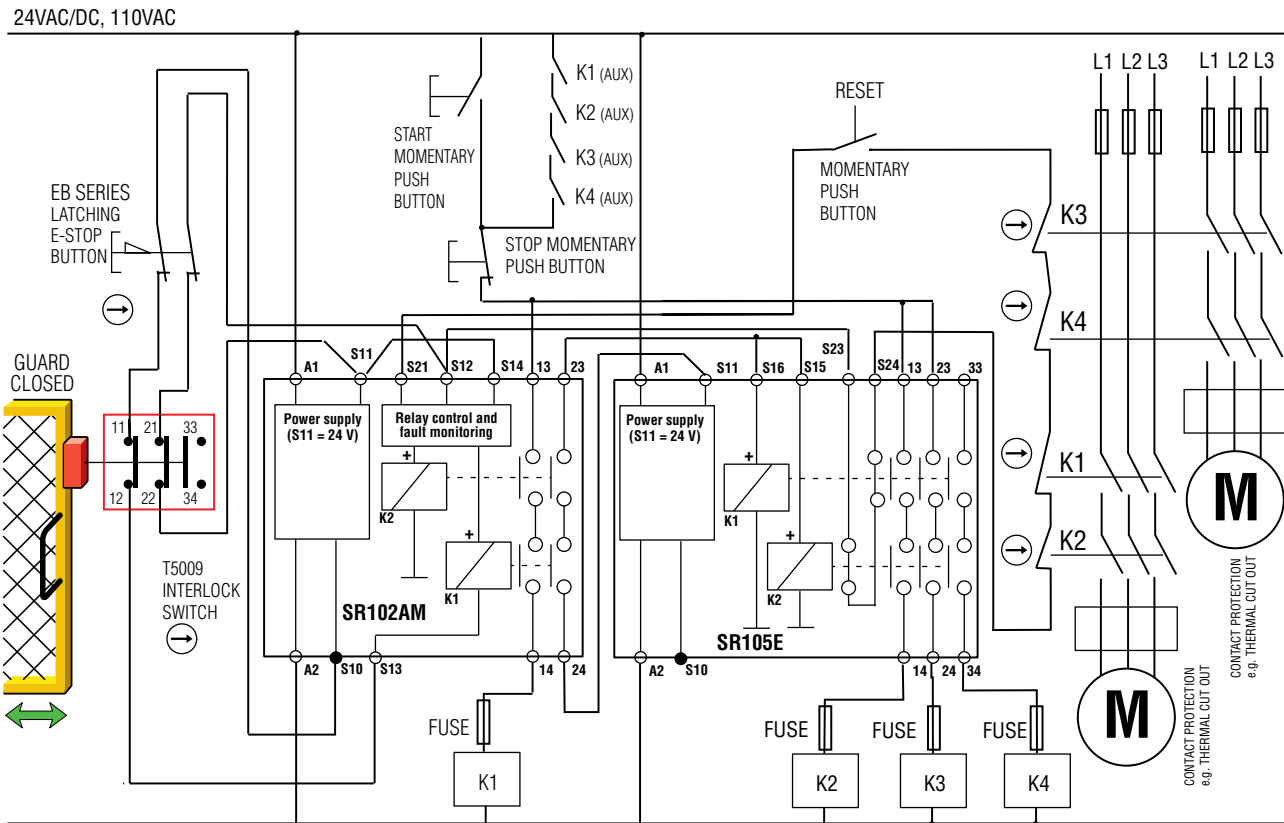 24VAC/DC, 110VAC
L1 L2 L3
L1 L2 L3
K1 (AUX)
K2 (AUX)
K3 (AUX)
K4 (AUX)
START
MOMENTARY
PUSH
BUTTON
RESET
MOMENTARY
PUSH
BUTTON
EB SERIES
LATCHING
E-STOP
BUTTON
STOP MOMENTARY
PUSH BUTTON
K3
K4
K1
K2
GUARD
CLOSED
11 21 33
12 22 34
T5009
INTERLOCK
SWITCH
A1
S11
S21
S12
S14
13
23
Power supply
(S11 = 24 V)
Relay control and
fault monitoring
+
K2
+
K1
SR102AM
A2
S10
S13
14
24
A1
S11
S16
S15
S23
S24
13
23
33
Power supply
(S11 = 24 V)
+
K1
+
K2
SR105E
A2
S10
14
24
34
FUSE
K1
FUSE
K2
FUSE
K3
FUSE
K4
M
CONTACT PROTECTION
e.g. THERMAL CUT OUT
M
CONTACT PROTECTION
e.g. THERMAL CUT OUT